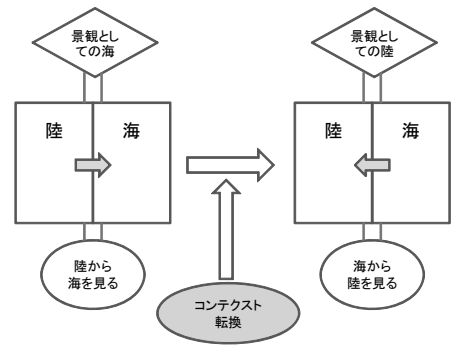 景観とし
ての海
陸
海
陸から
海を見る
コンテクスト
転換
景観とし
ての陸
陸
海
海から
陸を見る